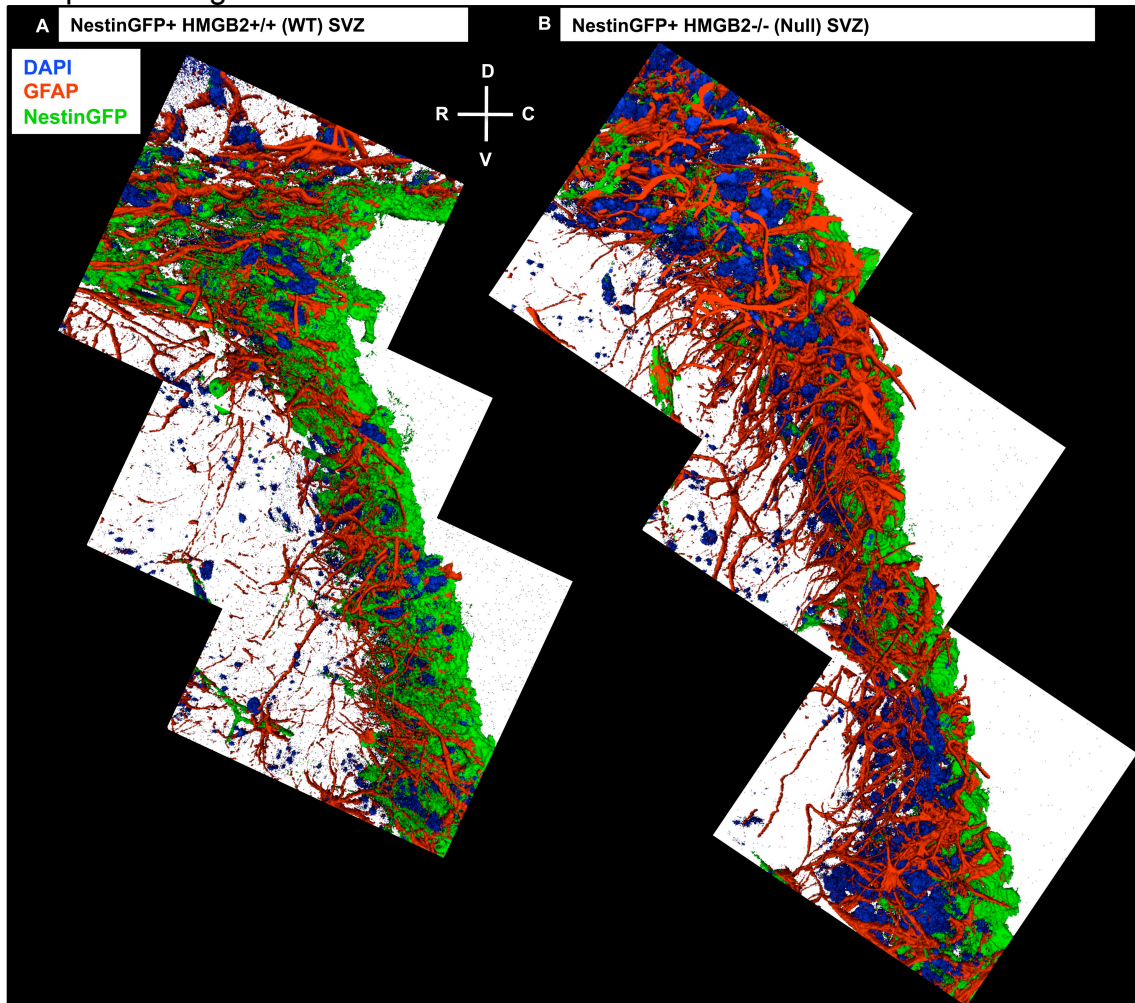 A NestinGFP+ HMGB2+/+ (WT) SVZ
B NestinGFP+ HMGB2-/- (Null) SVZ)
DAPI
GFAP
NestinGFP
D
R C
V